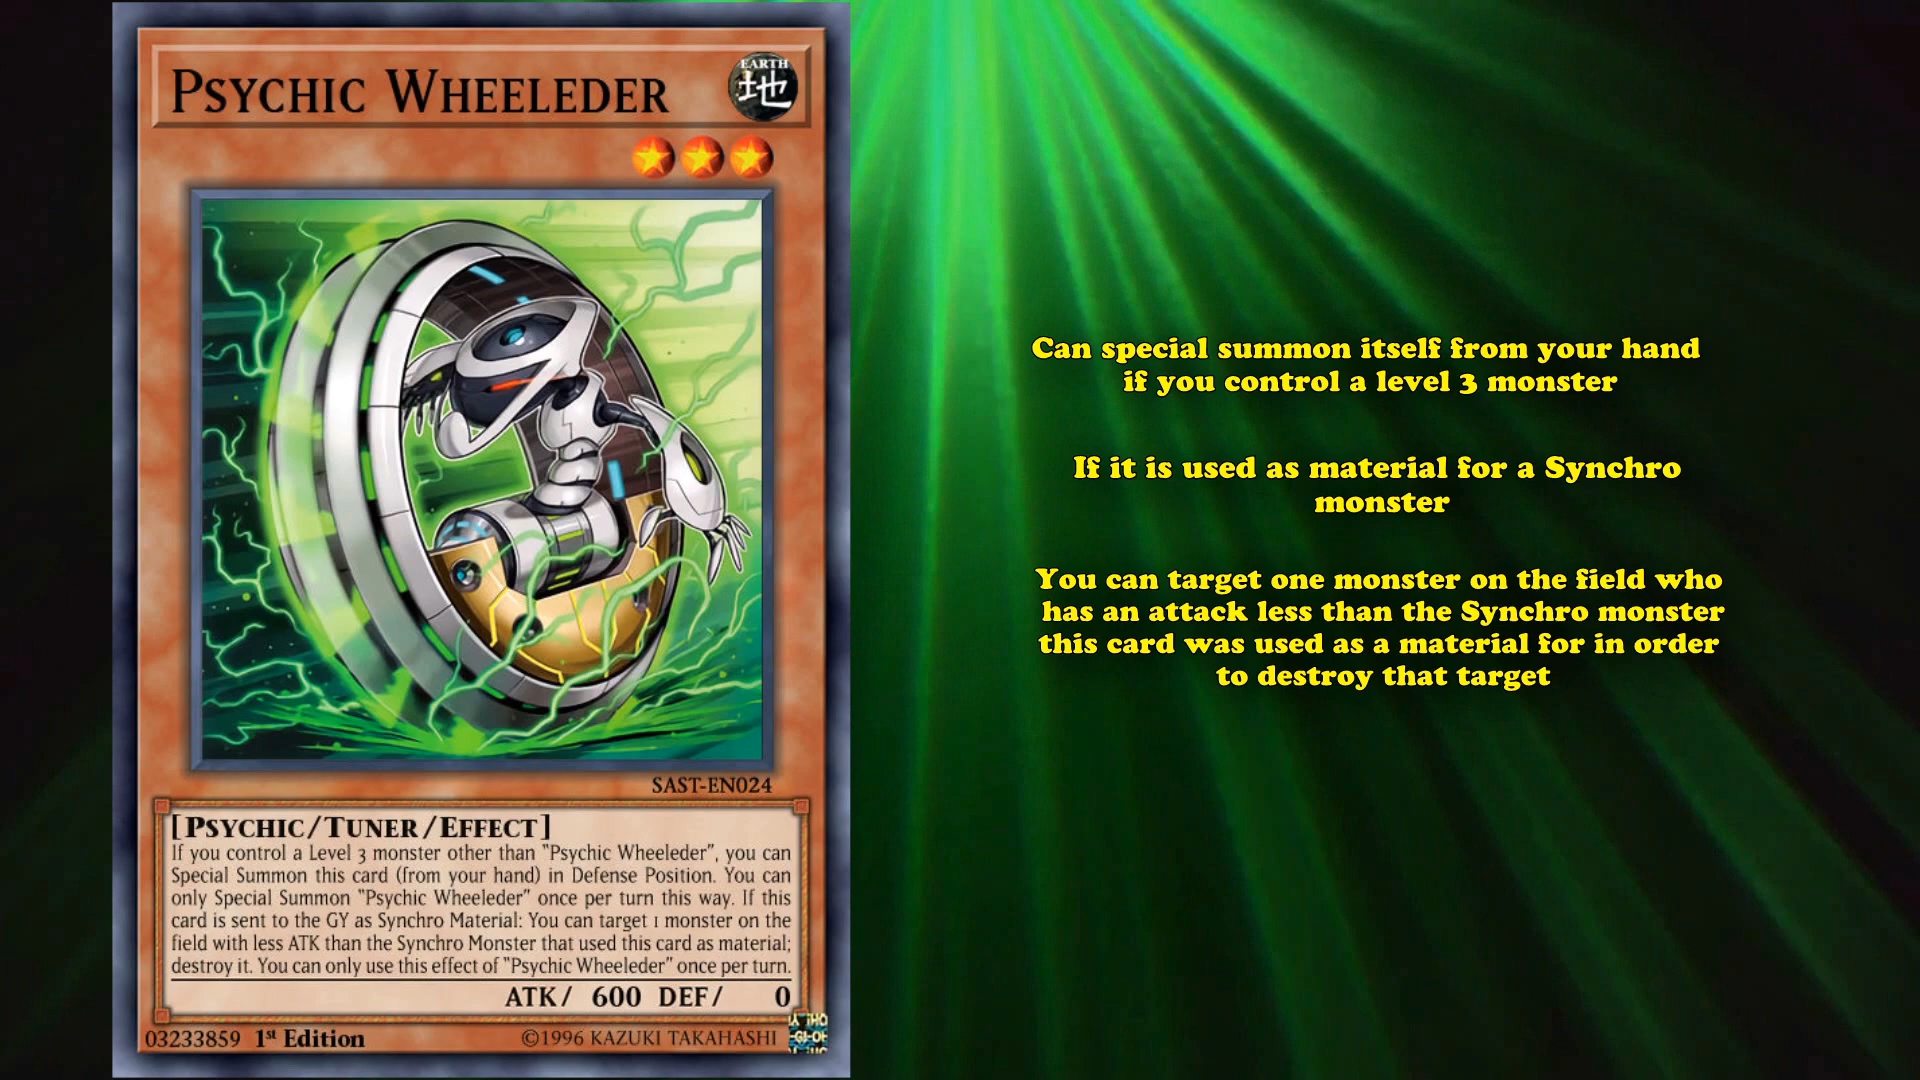 PSYCHIC WHEELEDER
EARTH
地
SAST-EN024
[PSYCHIC/TUNER/EFFECT]
If you control a Level 3 monster other than "Psychic Wheeleder", you can
Special Summon this card (from your hand) in Defense Position. You can
only Special Summon "Psychic Wheeleder" once per turn this way. If this
card is sent to the GY as Synchro Material: You can target 1 monster on the
field with less ATK than the Synchro Monster that used this card as material;
destroy it. You can only use this effect of "Psychic Wheeleder" once per turn.
ATK/ 600 DEF/ 0
03233859 1st Edition ©1996 KAZUKI TAKAHASHI
Can special summon itself from your hand
if you control a level 3 monster
If it is used as material for a Synchro
monster
You can target one monster on the field who
has an attack less than the Synchro monster
this card was used as a material for in order
to destroy that target